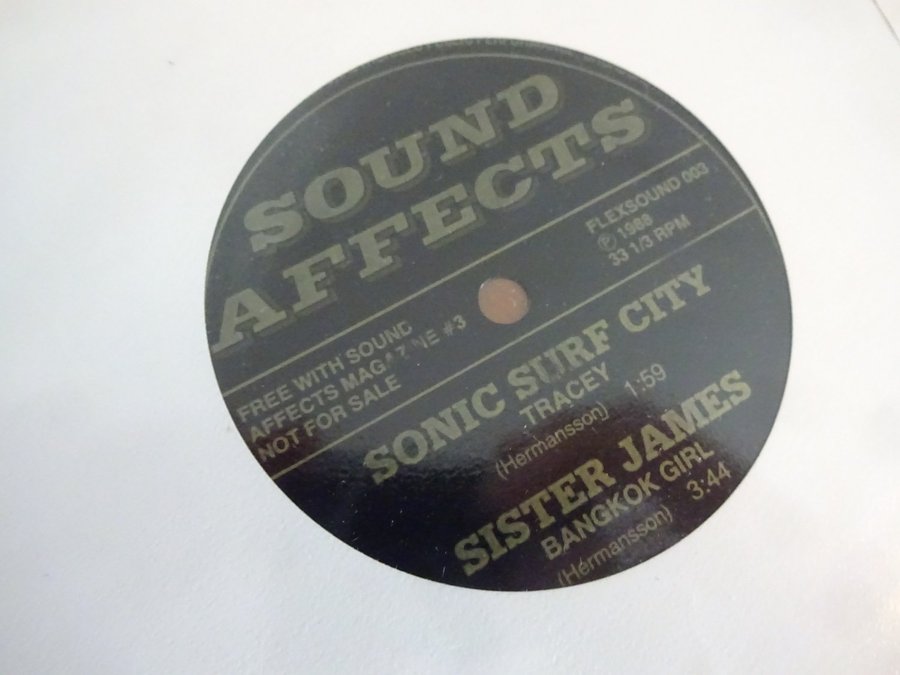 SOUND
AFFECTS
FLEXSOUND 003
℗ 1988
33 1/3 RPM
FREE WITH SOUND
AFFECTS MAGAZINE #3
NOT FOR SALE
SONIC SURF CITY
TRACEY
(Hermansson) 1:59
SISTER JAMES
BANGKOK GIRL
(Hermansson) 3:44